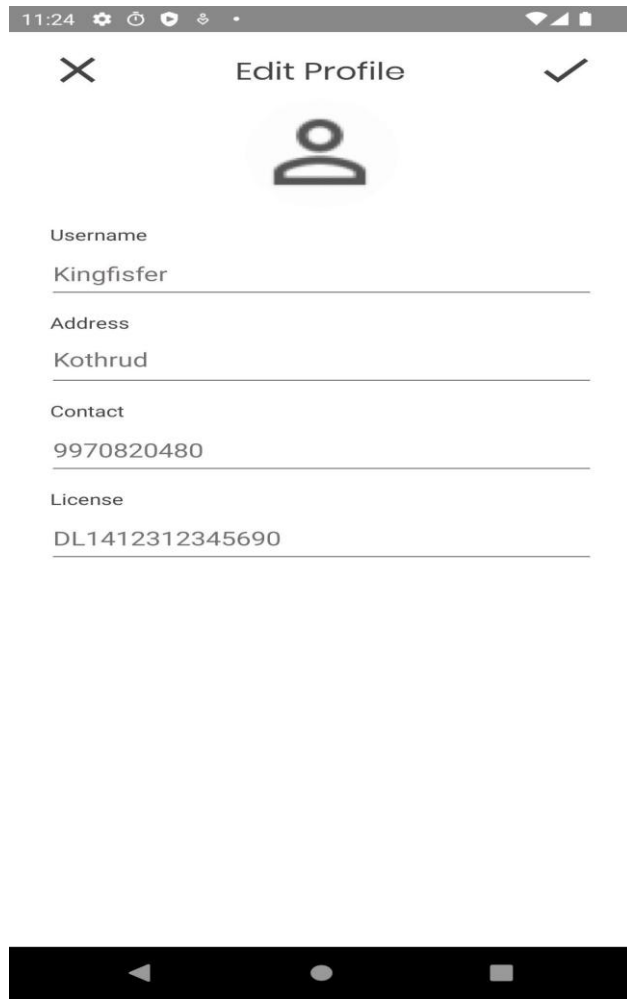 11:24
Edit Profile
Username
Kingfisfer
Address
Kothrud
Contact
9970820480
License
DL1412312345690